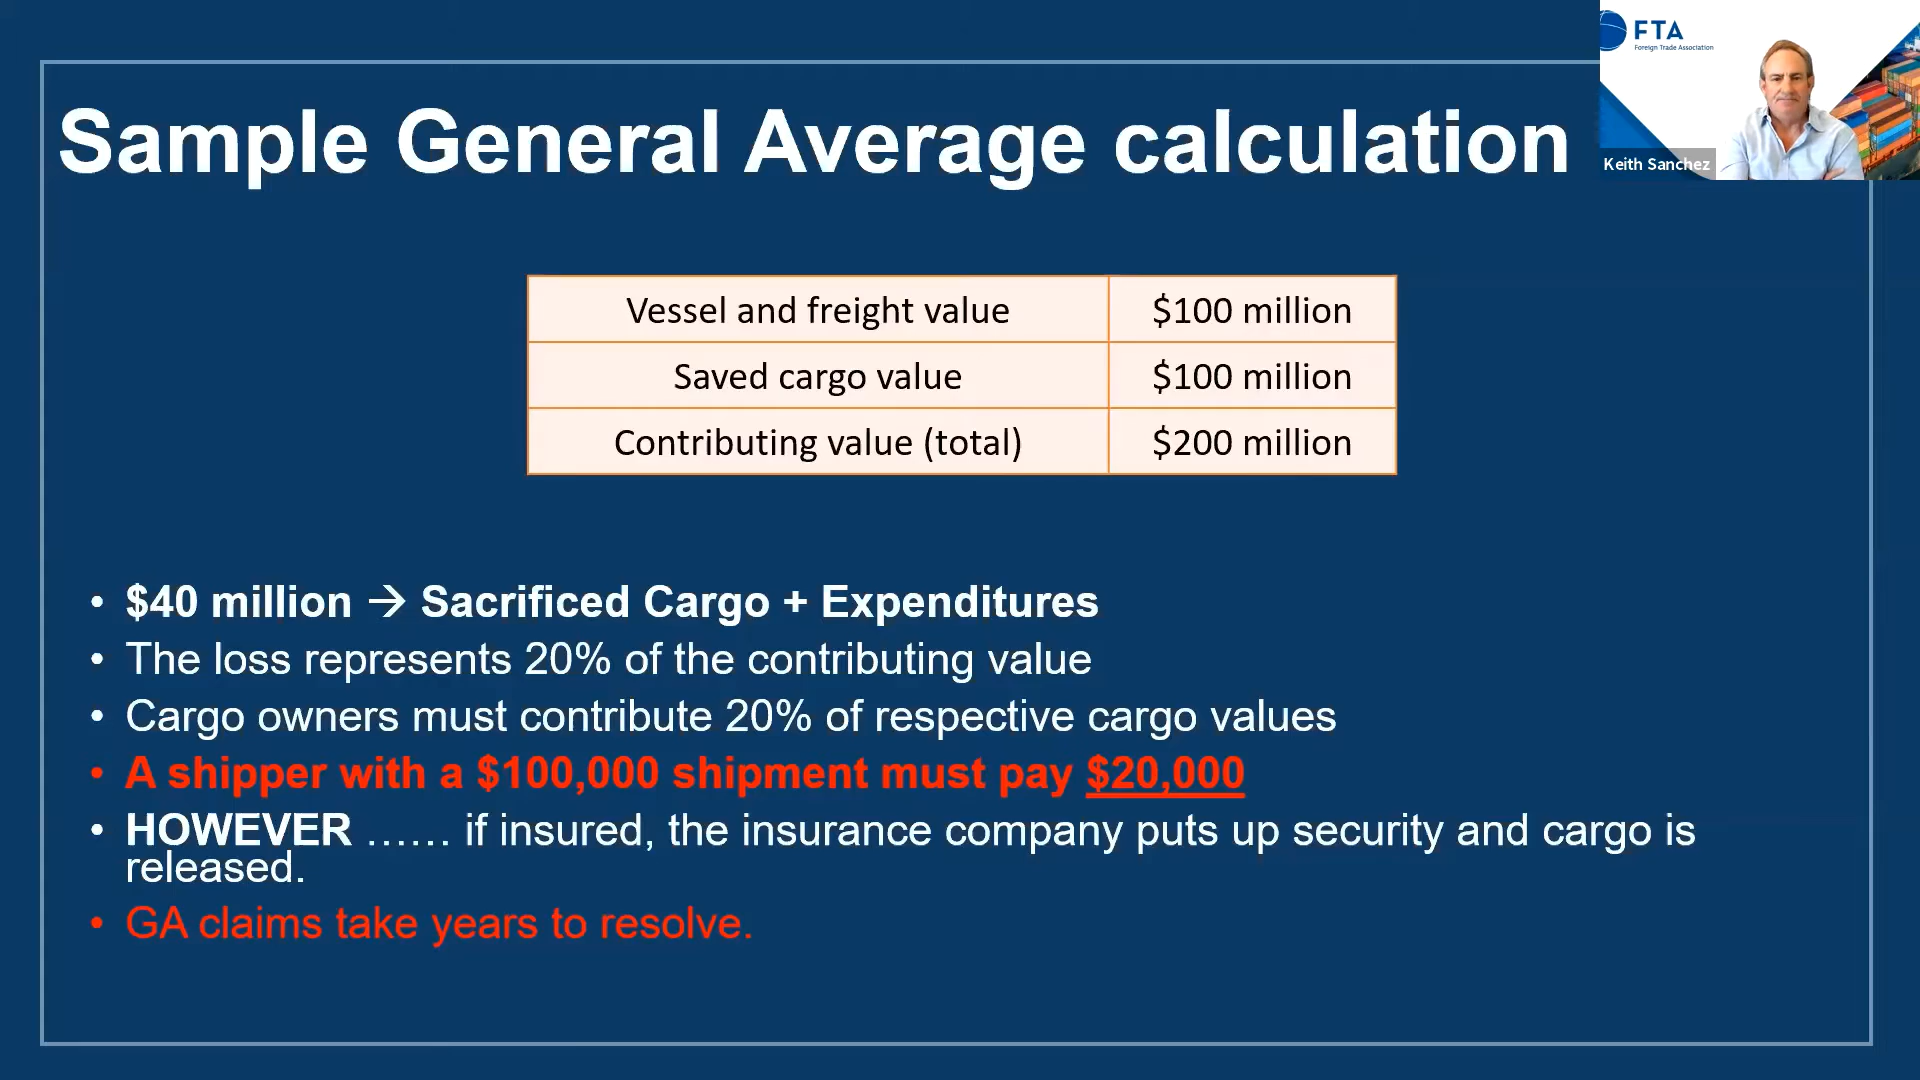 FTA
Foreign Trade Association
Keith Sanchez
Sample General Average calculation
Vessel and freight value $100 million
Saved cargo value $100 million
Contributing value (total) $200 million
• $40 million → Sacrificed Cargo + Expenditures
• The loss represents 20% of the contributing value
• Cargo owners must contribute 20% of respective cargo values
• A shipper with a $100,000 shipment must pay $20,000
• HOWEVER …… if insured, the insurance company puts up security and cargo is
released.
• GA claims take years to resolve.